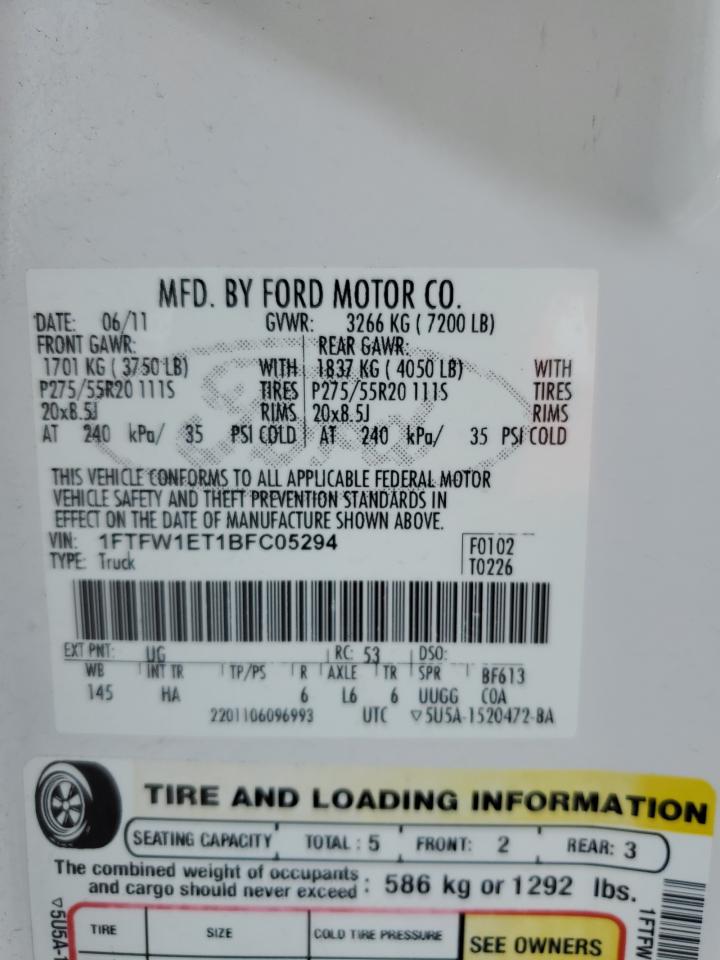 MFD. BY FORD MOTOR CO.
DATE: 06/11 GVWR: 3266 KG ( 7200 LB)
FRONT GAWR: REAR GAWR:
1701 KG ( 3750 LB) WITH 1837 KG ( 4050 LB) WITH
P275/55R20 111S TIRES P275/55R20 111S TIRES
20x8.5J RIMS 20x8.5J RIMS
AT 240 kPa/ 35 PSI COLD AT 240 kPa/ 35 PSI COLD
Ford
THIS VEHICLE CONFORMS TO ALL APPLICABLE FEDERAL MOTOR
VEHICLE SAFETY AND THEFT PREVENTION STANDARDS IN
EFFECT ON THE DATE OF MANUFACTURE SHOWN ABOVE.
VIN: 1FTFW1ET1BFC05294 F0102
TYPE: Truck T0226
EXT PNT: UG RC: 53 DSO:
WB INT TR TP/PS R AXLE TR SPR BF613
145 HA 6 L6 6 UUGG COA
2201106096993 UTC ▽5U5A-1520472-BA
TIRE AND LOADING INFORMATION
SEATING CAPACITY TOTAL : 5 FRONT: 2 REAR: 3
The combined weight of occupants
and cargo should never exceed : 586 kg or 1292 lbs.
TIRE SIZE COLD TIRE PRESSURE SEE OWNERS
▽5U5A-
1FTFW